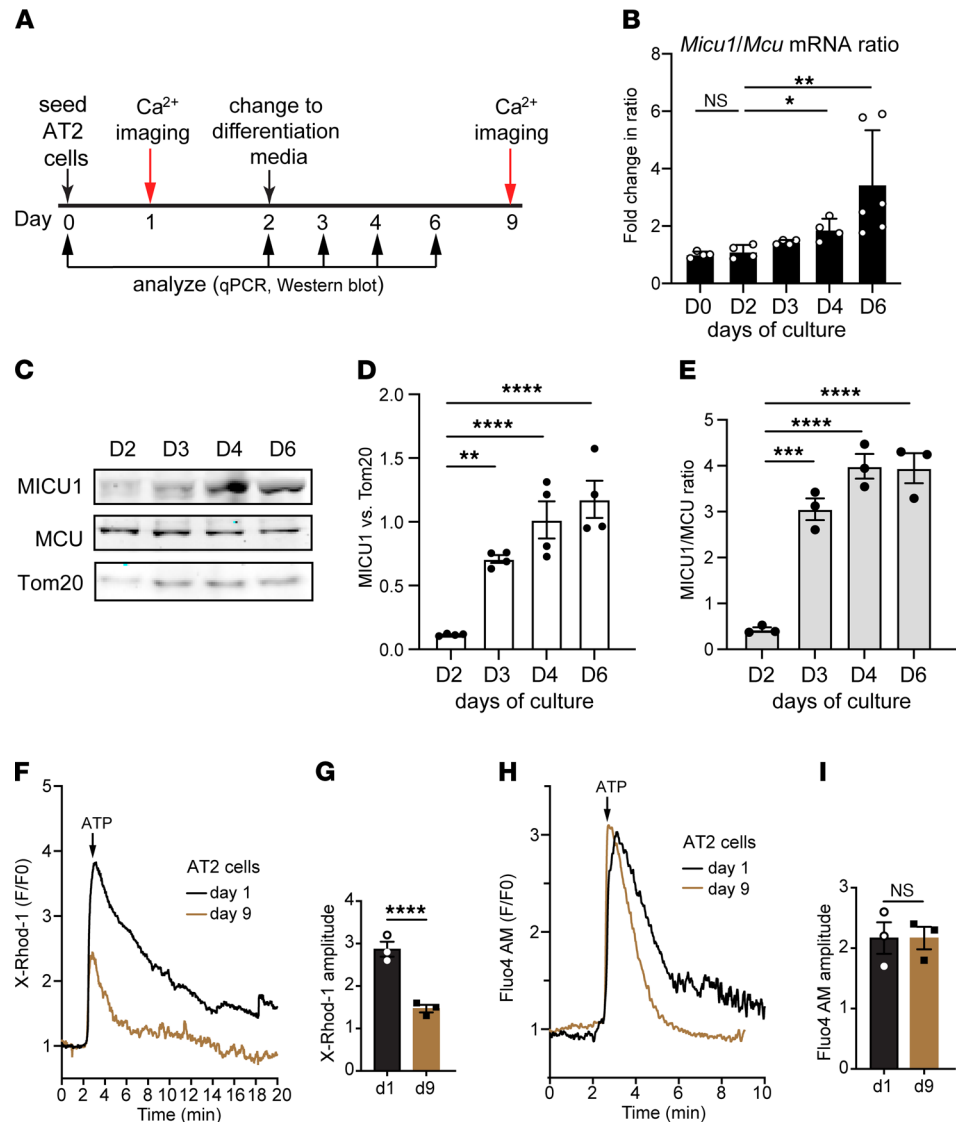 A
seed
AT2
cells
Ca2+
imaging
change to
differentiation
media
Ca2+
imaging
Day
0
1
2
3
4
6
9
analyze (qPCR, Western blot)
B
Micu1/Mcu mRNA ratio
Fold change in ratio
8
6
4
2
0
NS
*
**
D0 D2 D3 D4 D6
days of culture
C
D2 D3 D4 D6
MICU1
MCU
Tom20
D
MICU1 vs. Tom20
2.0
1.5
1.0
0.5
0.0
****
****
**
D2 D3 D4 D6
days of culture
E
MICU1/MCU ratio
5
4
3
2
1
0
****
****
***
D2 D3 D4 D6
days of culture
F
X-Rhod-1 (F/F0)
5
4
3
2
1
ATP
AT2 cells
day 1
day 9
0 2 4 6 8 10 12 14 16 18 20
Time (min)
G
X-Rhod-1 amplitude
4
3
2
1
0
****
d1 d9
H
Fluo4 AM (F/F0)
3
2
1
ATP
AT2 cells
day 1
day 9
0 2 4 6 8 10
Time (min)
I
Fluo4 AM amplitude
3
2
1
0
NS
d1 d9